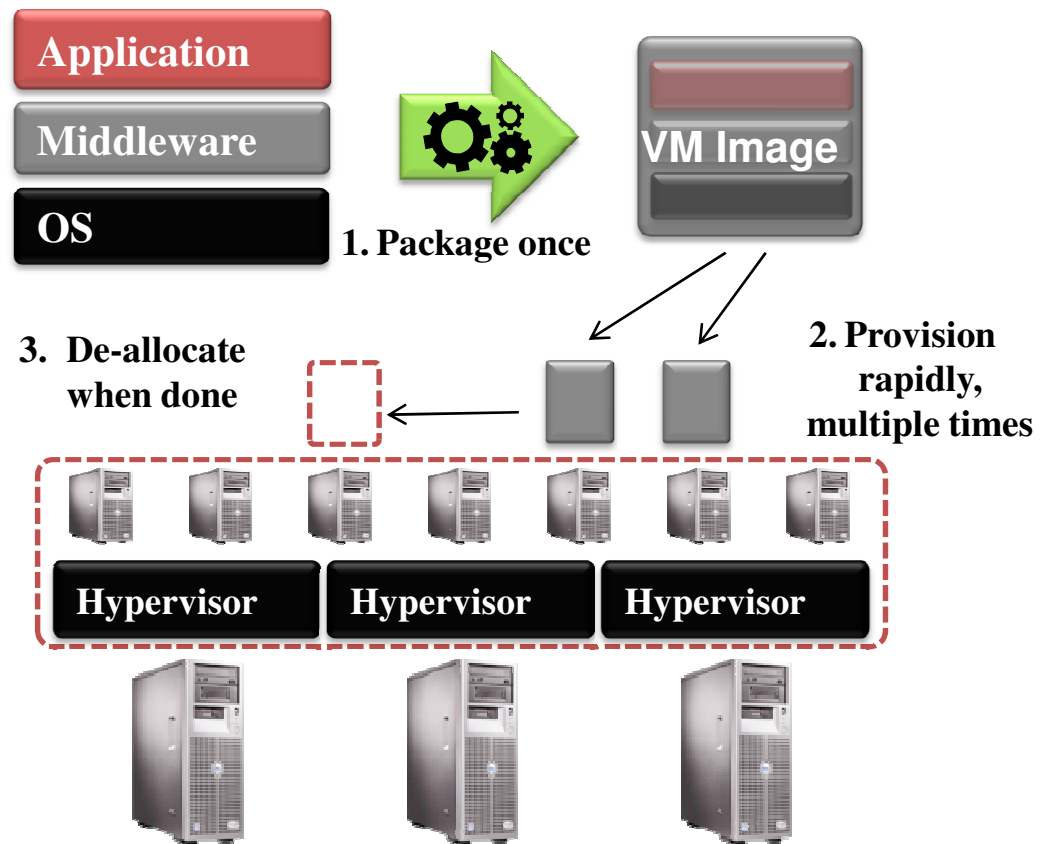 Application
Middleware
OS
VM Image
1. Package once
2. Provision
rapidly,
multiple times
3. De-allocate
when done
Hypervisor
Hypervisor
Hypervisor